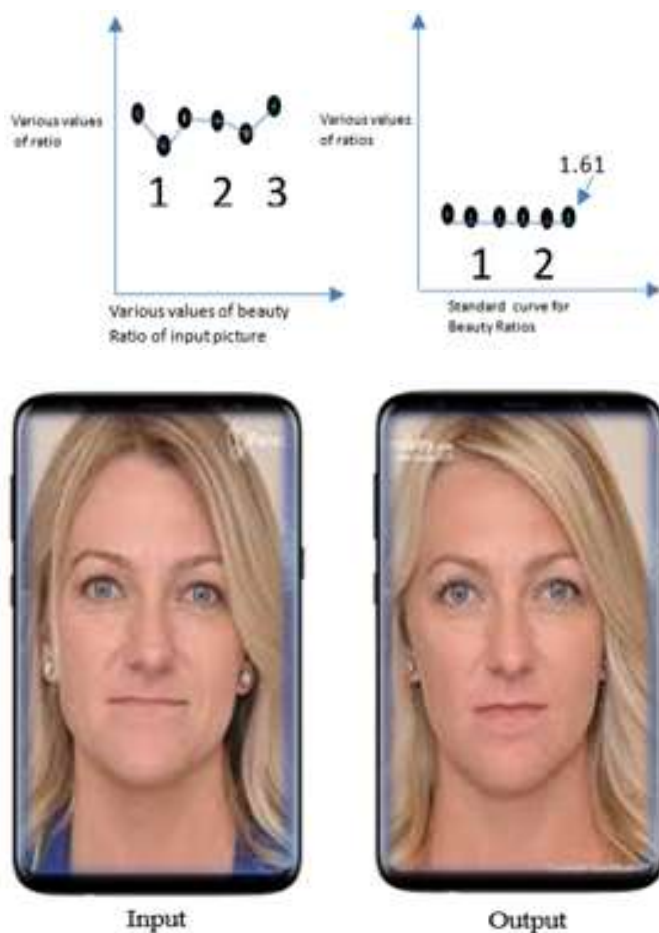 Various values
of ratio
1 2 3
Various values of beauty
Ratio of input picture
Various values
of ratios
1.61
1 2
Standard curve for
Beauty Ratios
Input
Output